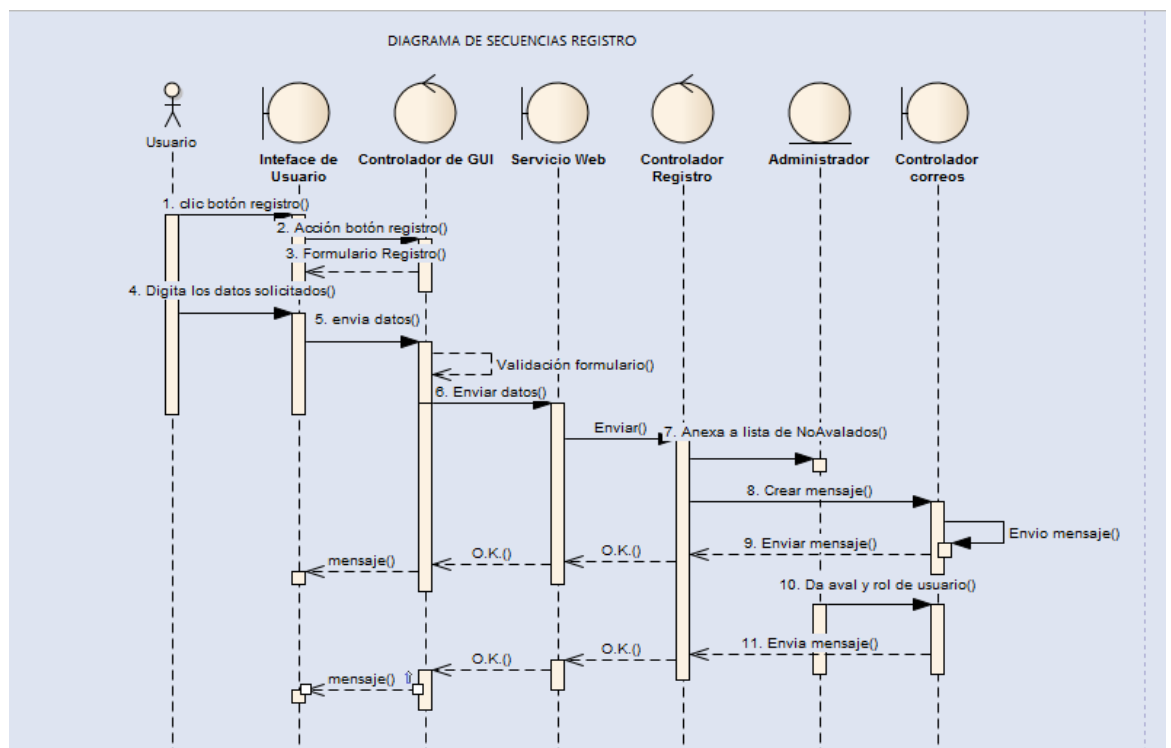 DIAGRAMA DE SECUENCIAS REGISTRO
Usuario
Inteface de
Usuario
Controlador de GUI
Servicio Web
Controlador
Registro
Administrador
Controlador
correos
1. clic botón registro()
2. Acción botón registro()
3. Formulario Registro()
4. Digita los datos solicitados()
5. envia datos()
Validación formulario()
6. Enviar datos()
Enviar()
7. Anexa a lista de NoAvalados()
8. Crear mensaje()
Envio mensaje()
9. Enviar mensaje()
O.K.()
O.K.()
mensaje()
10. Da aval y rol de usuario()
11. Envia mensaje()
O.K.()
O.K.()
mensaje()